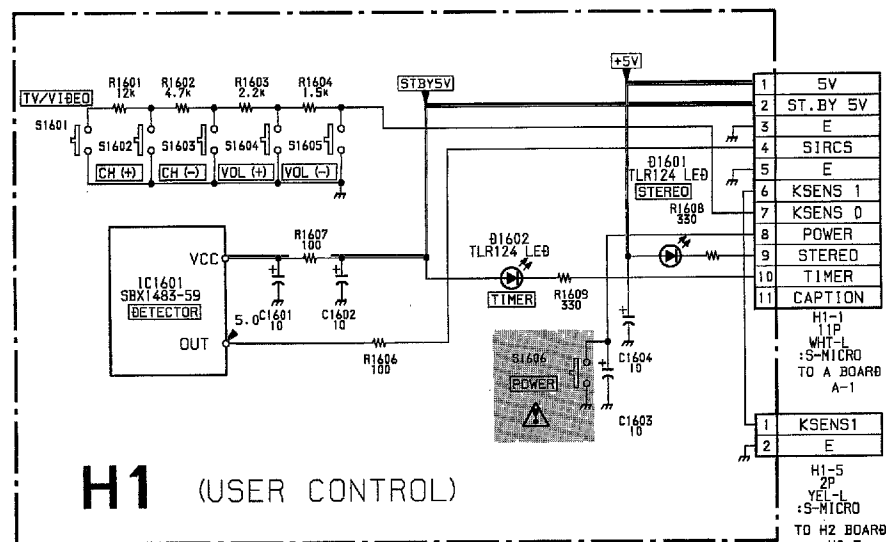 R1601 12k
R1602 4.7k
R1603 2.2k
R1604 1.5k
TV/VIDEO
S1601
S1602
S1603
S1604
S1605
CH (+)
CH (-)
VOL (+)
VOL (-)
STBY5V
+5V
D1601
TLR124 LED
STEREO
R1608
330
IC1601
SBX1483-59
DETECTOR
VCC
OUT
5.0
R1607
100
+
C1601
10
+
C1602
10
R1606
100
D1602
TLR124 LED
TIMER
R1609
330
S1606
POWER
+
C1604
10
+
C1603
10
1 5V
2 ST.BY 5V
3 E
4 SIRCS
5 E
6 KSENS 1
7 KSENS 0
8 POWER
9 STEREO
10 TIMER
11 CAPTION
H1-1
11P
WHT-L
:S-MICRO
TO A BOARD
A-1
1 KSENS1
2 E
H1-5
2P
YEL-L
:S-MICRO
TO H2 BOARD
H1 (USER CONTROL)